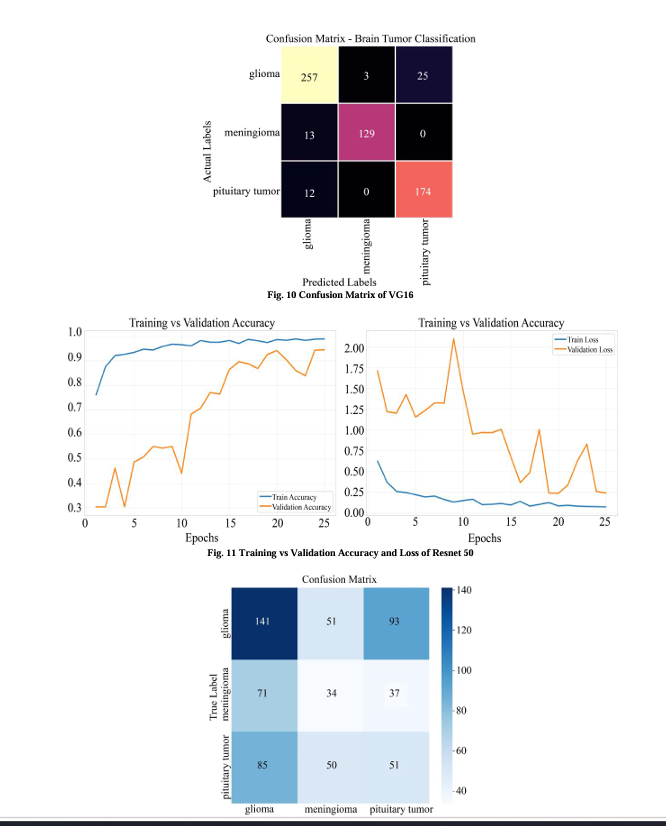 Confusion Matrix - Brain Tumor Classification
glioma
257
3
25
meningioma
13
129
0
pituitary tumor
12
0
174
Actual Labels
glioma
meningioma
pituitary tumor
Predicted Labels
Fig. 10 Confusion Matrix of VG16
Training vs Validation Accuracy
1.0
0.9
0.8
0.7
0.6
0.5
0.4
0.3
0 5 10 15 20 25
Epochs
Train Accuracy
Validation Accuracy
Training vs Validation Accuracy
2.00
1.75
1.50
1.25
1.00
0.75
0.50
0.25
0.00
0 5 10 15 20 25
Epochs
Train Loss
Validation Loss
Fig. 11 Training vs Validation Accuracy and Loss of Resnet 50
Confusion Matrix
True Label
glioma
141
51
93
meningioma
71
34
37
pituitary tumor
85
50
51
glioma
meningioma
pituitary tumor
140
120
100
80
60
40